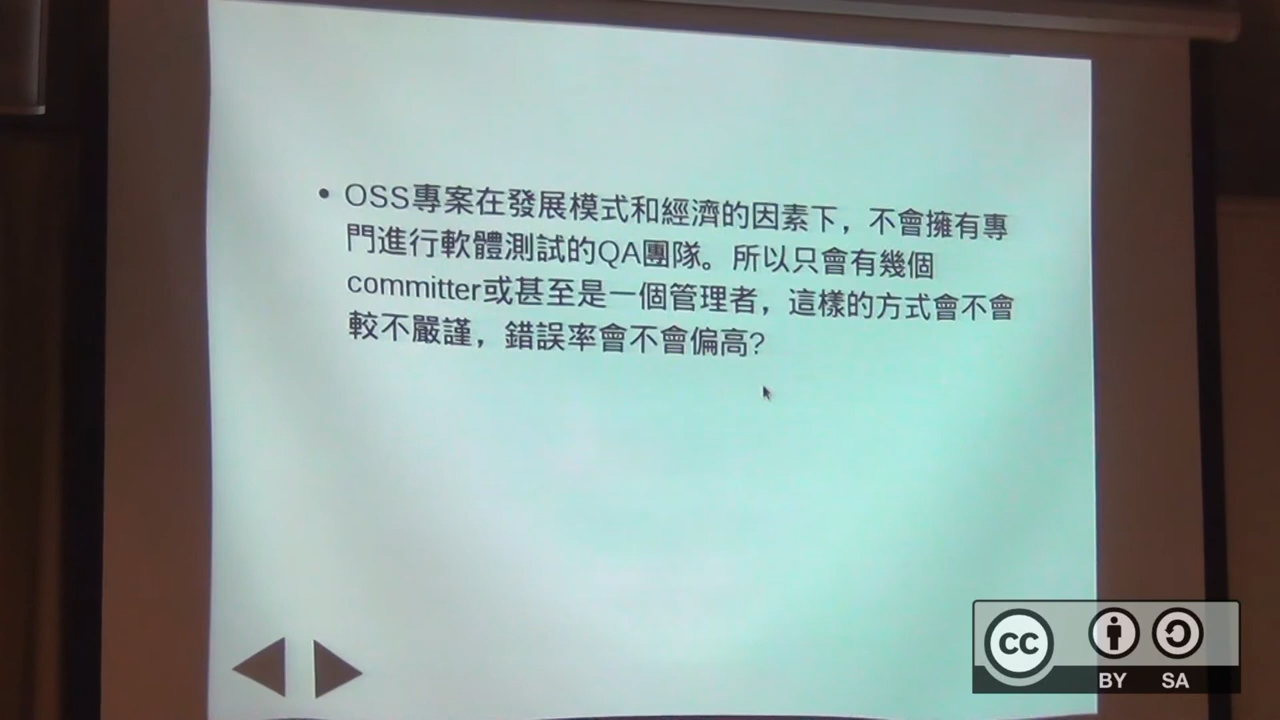 • OSS專案在發展模式和經濟的因素下，不會擁有專
門進行軟體測試的QA團隊。所以只會有幾個
committer或甚至是一個管理者，這樣的方式會不會
較不嚴謹，錯誤率會不會偏高?
cc
BY SA